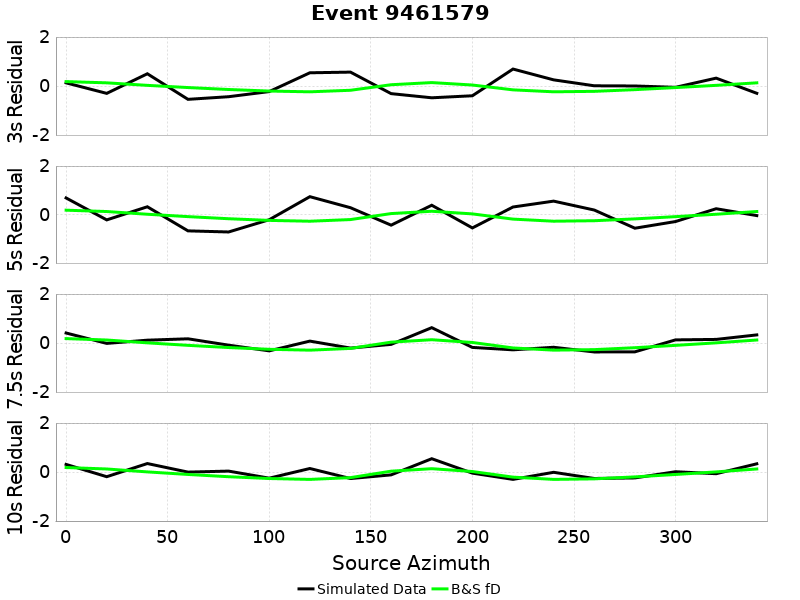 Event 9461579
3s Residual
2
0
-2
5s Residual
2
0
-2
7.5s Residual
2
0
-2
10s Residual
2
0
-2
0 50 100 150 200 250 300
Source Azimuth
Simulated Data B&S fD